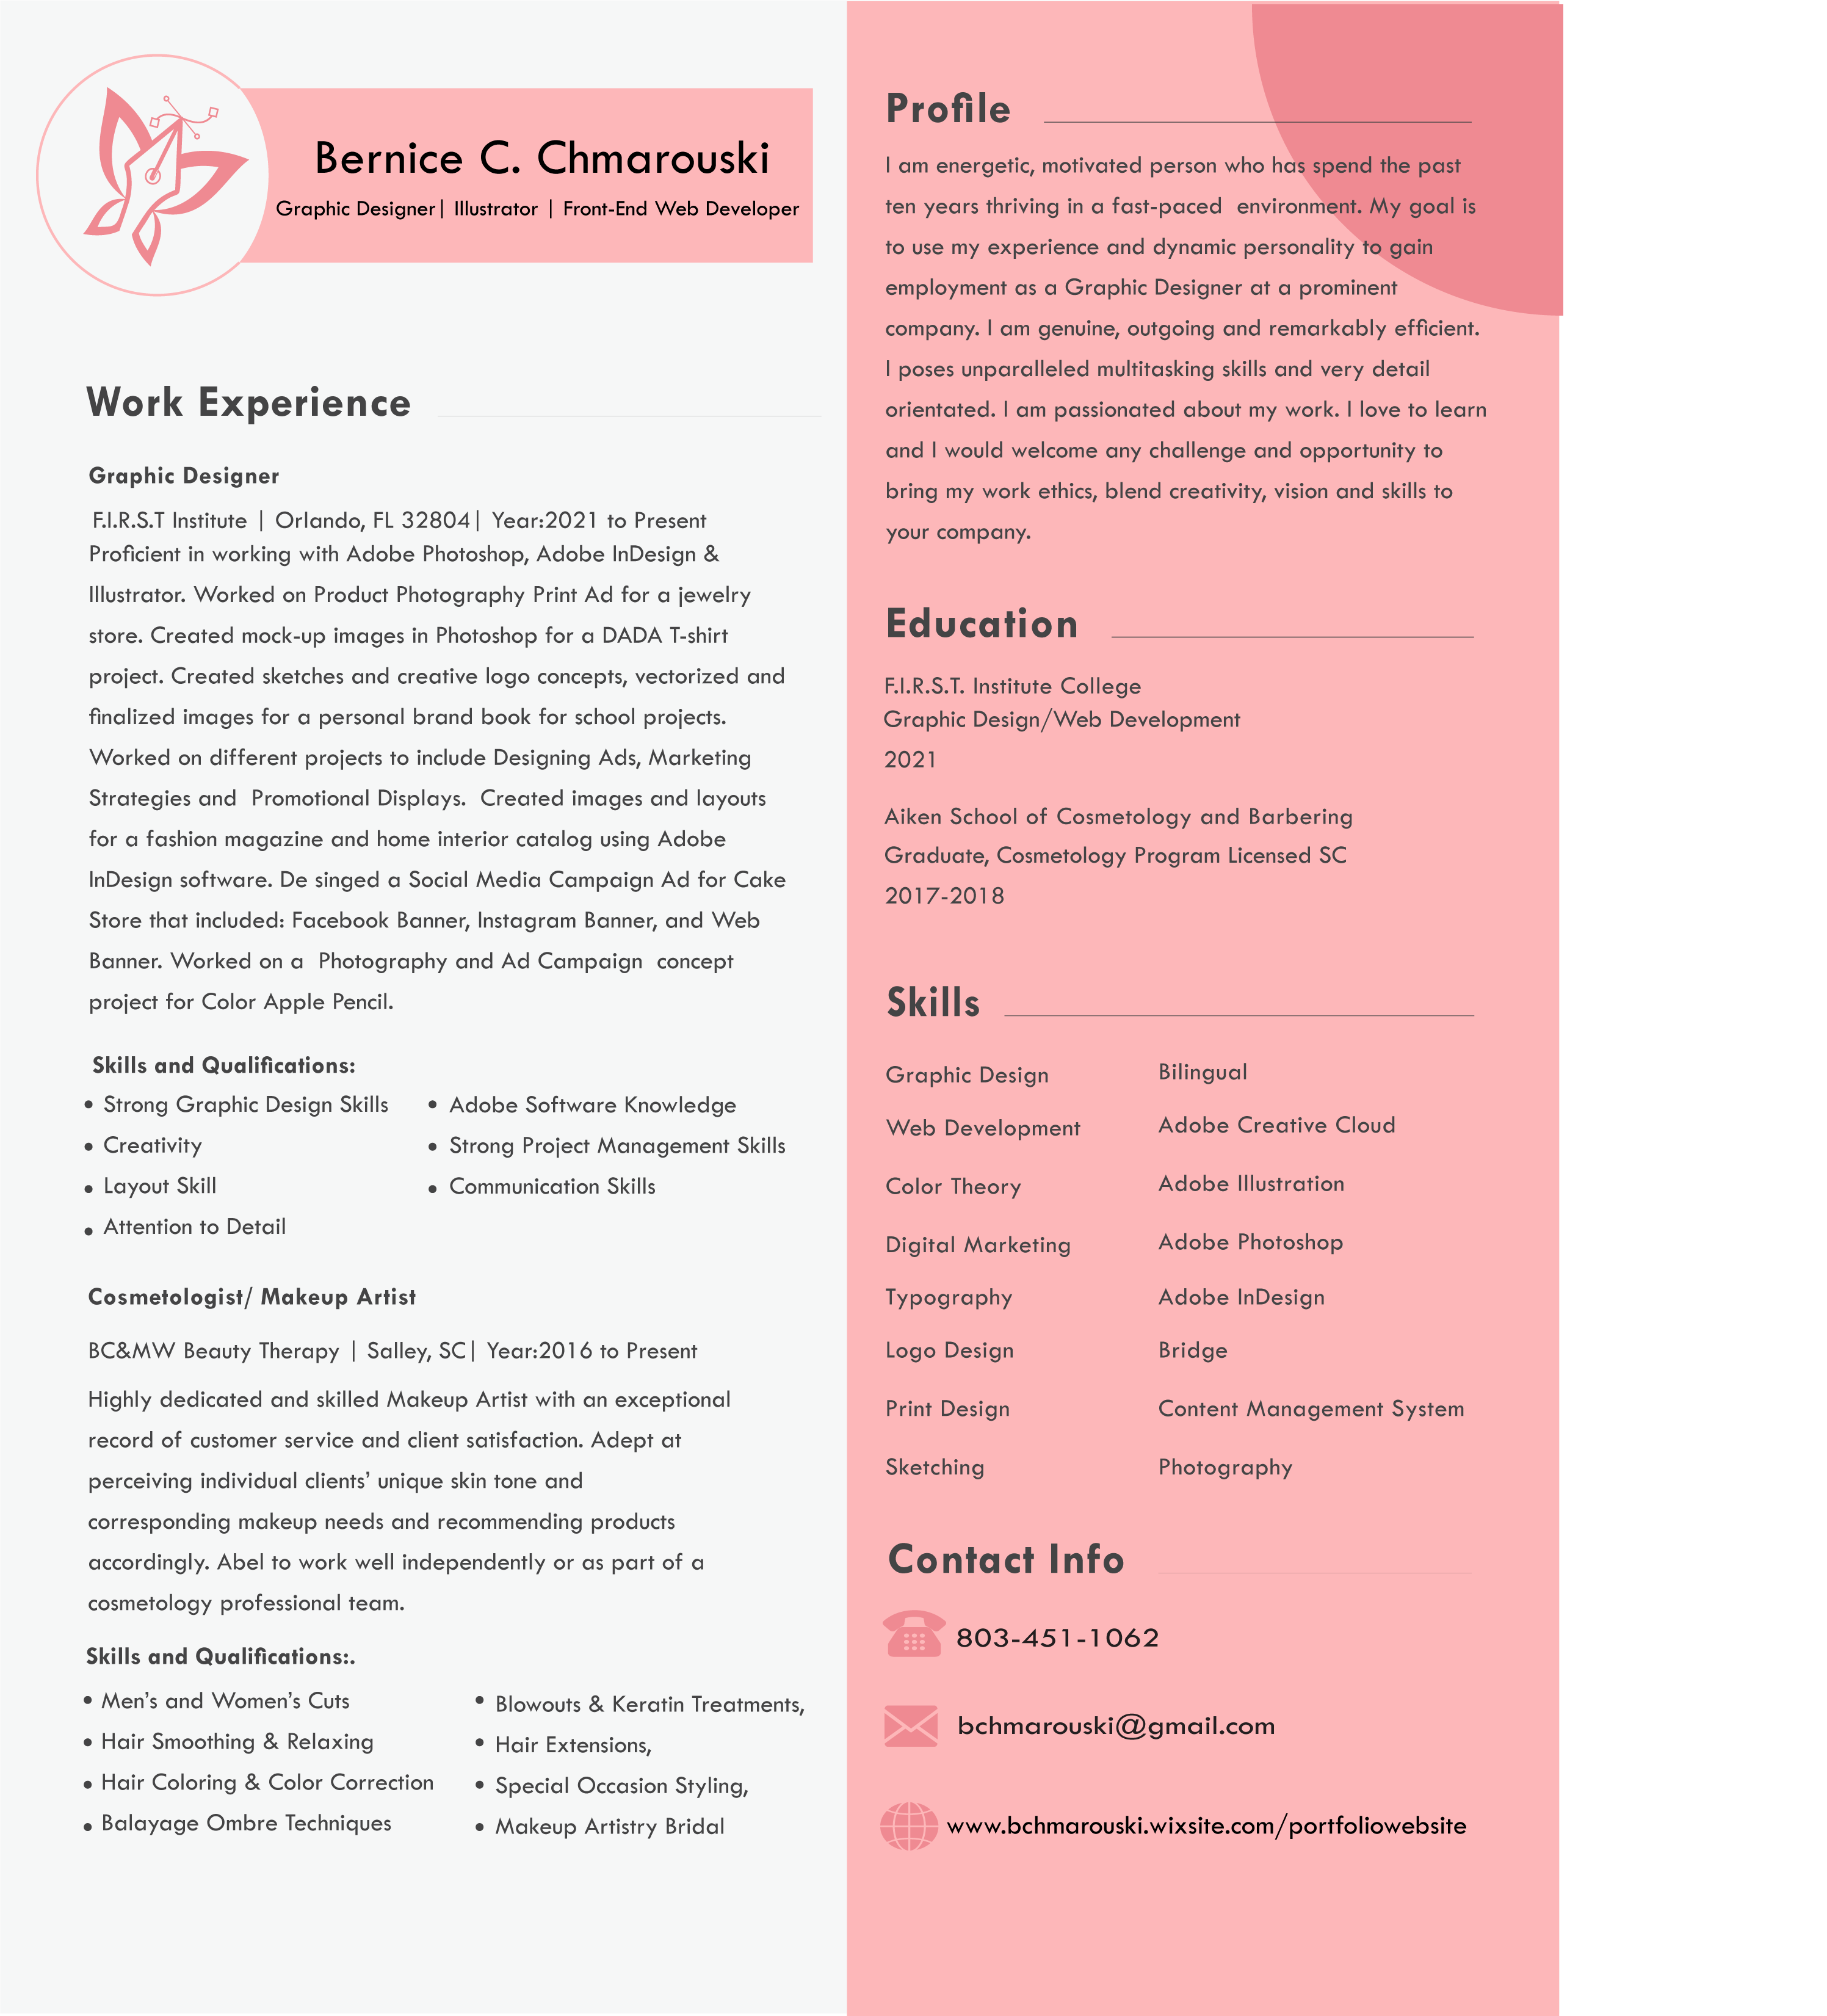 Bernice C. Chmarouski
Graphic Designer| Illustrator | Front-End Web Developer
Work Experience
Graphic Designer
F.I.R.S.T Institute | Orlando, FL 32804| Year:2021 to Present
Proficient in working with Adobe Photoshop, Adobe InDesign &
Illustrator. Worked on Product Photography Print Ad for a jewelry
store. Created mock-up images in Photoshop for a DADA T-shirt
project. Created sketches and creative logo concepts, vectorized and
finalized images for a personal brand book for school projects.
Worked on different projects to include Designing Ads, Marketing
Strategies and  Promotional Displays.  Created images and layouts
for a fashion magazine and home interior catalog using Adobe
InDesign software. De singed a Social Media Campaign Ad for Cake
Store that included: Facebook Banner, Instagram Banner, and Web
Banner. Worked on a  Photography and Ad Campaign  concept
project for Color Apple Pencil.
Skills and Qualifications:
• Strong Graphic Design Skills
• Creativity
• Layout Skill
• Attention to Detail
• Adobe Software Knowledge
• Strong Project Management Skills
• Communication Skills
Cosmetologist/ Makeup Artist
BC&MW Beauty Therapy | Salley, SC| Year:2016 to Present
Highly dedicated and skilled Makeup Artist with an exceptional
record of customer service and client satisfaction. Adept at
perceiving individual clients’ unique skin tone and
corresponding makeup needs and recommending products
accordingly. Abel to work well independently or as part of a
cosmetology professional team.
Skills and Qualifications:.
• Men’s and Women’s Cuts
• Hair Smoothing & Relaxing
• Hair Coloring & Color Correction
• Balayage Ombre Techniques
• Blowouts & Keratin Treatments,
• Hair Extensions,
• Special Occasion Styling,
• Makeup Artistry Bridal
Profile
I am energetic, motivated person who has spend the past
ten years thriving in a fast-paced  environment. My goal is
to use my experience and dynamic personality to gain
employment as a Graphic Designer at a prominent
company. I am genuine, outgoing and remarkably efficient.
I poses unparalleled multitasking skills and very detail
orientated. I am passionated about my work. I love to learn
and I would welcome any challenge and opportunity to
bring my work ethics, blend creativity, vision and skills to
your company.
Education
F.I.R.S.T. Institute College
Graphic Design/Web Development
2021
Aiken School of Cosmetology and Barbering
Graduate, Cosmetology Program Licensed SC
2017-2018
Skills
Graphic Design
Web Development
Color Theory
Digital Marketing
Typography
Logo Design
Print Design
Sketching
Bilingual
Adobe Creative Cloud
Adobe Illustration
Adobe Photoshop
Adobe InDesign
Bridge
Content Management System
Photography
Contact Info
803-451-1062
bchmarouski@gmail.com
www.bchmarouski.wixsite.com/portfoliowebsite